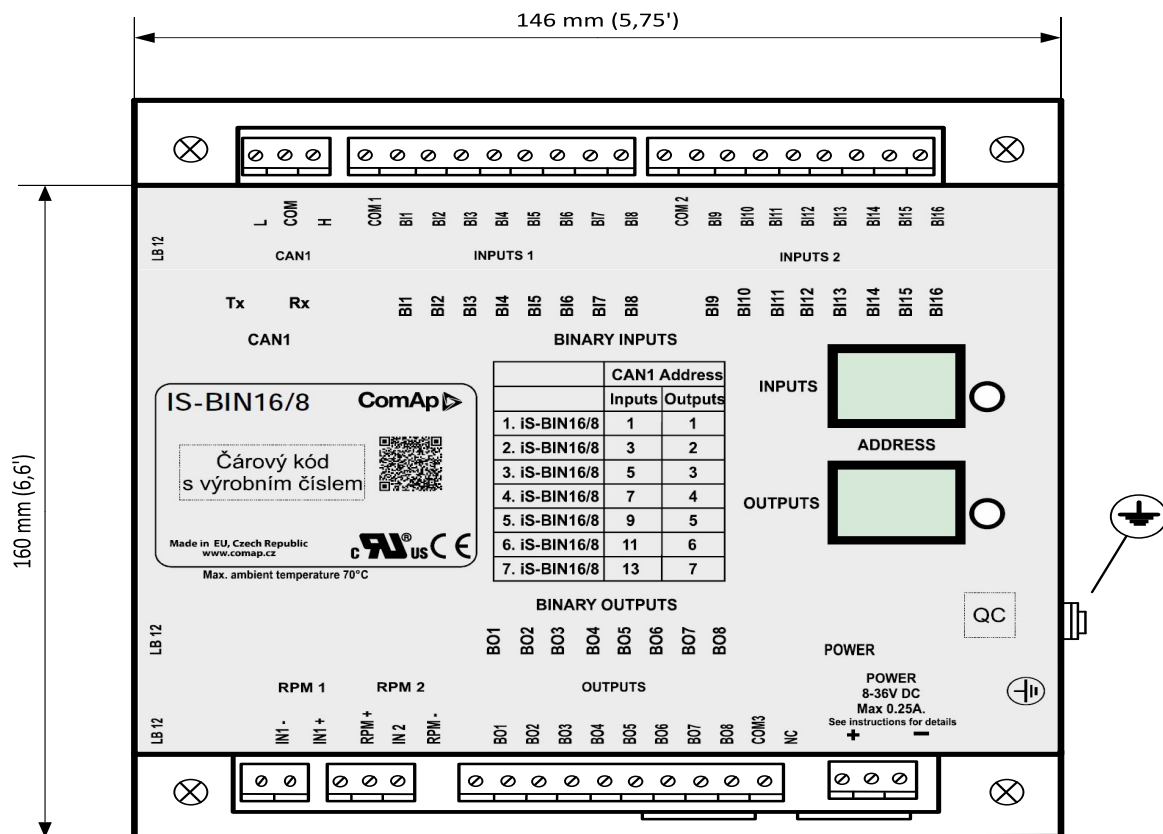 146 mm (5,75')
160 mm (6,6')
L COM H COM 1 BI1 BI2 BI3 BI4 BI5 BI6 BI7 BI8 COM 2 BI9 BI10 BI11 BI12 BI13 BI14 BI15 BI16
LB 12
CAN1 INPUTS 1 INPUTS 2
Tx Rx BI1 BI2 BI3 BI4 BI5 BI6 BI7 BI8 BI9 BI10 BI11 BI12 BI13 BI14 BI15 BI16
CAN1 BINARY INPUTS
IS-BIN16/8 ComAp
Čárový kód
s výrobním číslem
Made in EU, Czech Republic
www.comap.cz
c RU ® US CE
Max. ambient temperature 70°C
CAN1 Address
Inputs Outputs
1. iS-BIN16/8 1 1
2. iS-BIN16/8 3 2
3. iS-BIN16/8 5 3
4. iS-BIN16/8 7 4
5. iS-BIN16/8 9 5
6. iS-BIN16/8 11 6
7. iS-BIN16/8 13 7
INPUTS
ADDRESS
OUTPUTS
QC
BINARY OUTPUTS
LB 12
BO1 BO2 BO3 BO4 BO5 BO6 BO7 BO8
POWER
RPM 1 RPM 2 OUTPUTS
POWER
8-36V DC
Max 0.25A.
See instructions for details
+ −
LB 12
IN1 - IN1 + RPM + IN 2 RPM - BO1 BO2 BO3 BO4 BO5 BO6 BO7 BO8 COM3 NC